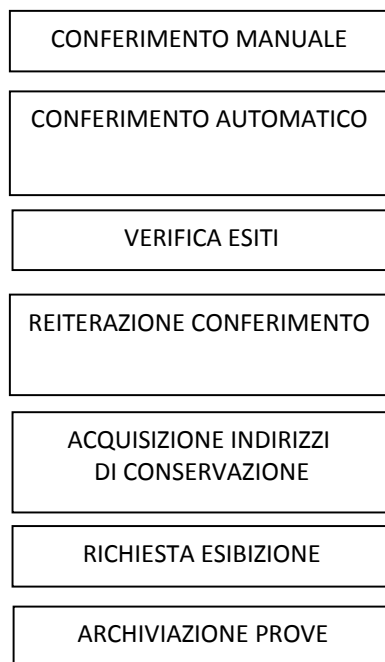 CONFERIMENTO MANUALE
CONFERIMENTO AUTOMATICO
VERIFICA ESITI
REITERAZIONE CONFERIMENTO
ACQUISIZIONE INDIRIZZI
DI CONSERVAZIONE
RICHIESTA ESIBIZIONE
ARCHIVIAZIONE PROVE